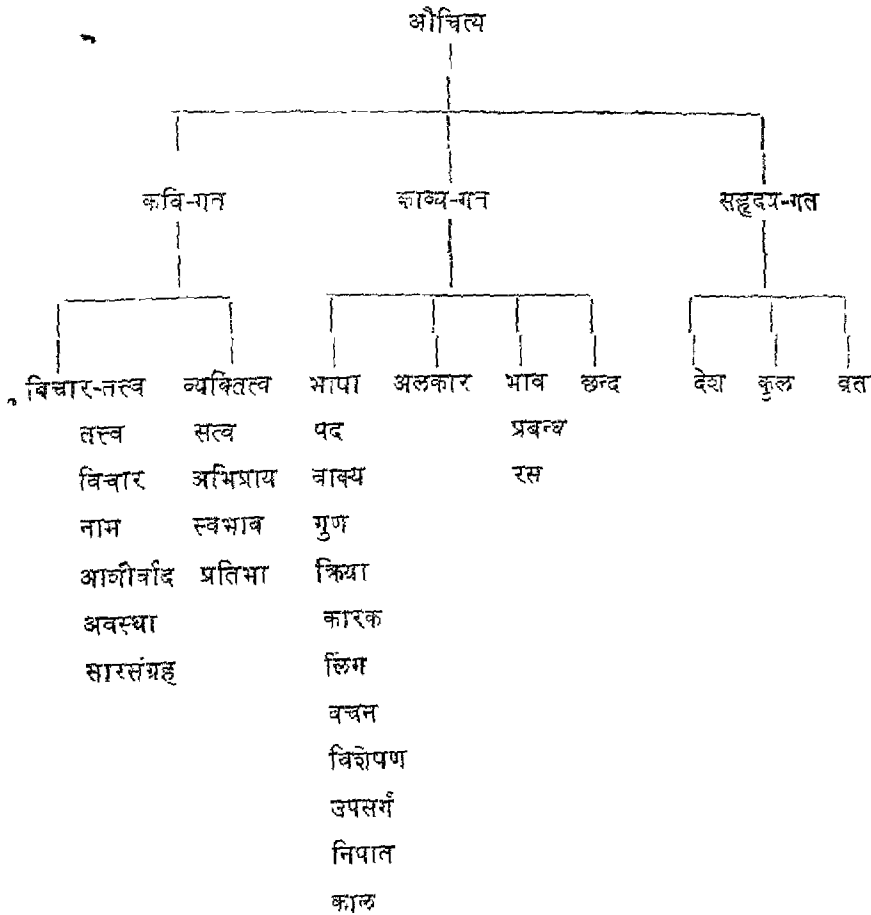 औचित्य
कवि-गत काव्य-गत सहृदय-गत
विचार-तत्त्व व्यक्तित्व भाषा अलकार भाव छन्द देश कुल व्रत
तत्त्व सत्व पद प्रबन्ध
विचार अभिप्राय वाक्य रस
नाम स्वभाव गुण
आशीर्वाद प्रतिभा क्रिया
अवस्था कारक
सारसंग्रह लिंग
वचन
विशेषण
उपसर्ग
निपात
काल